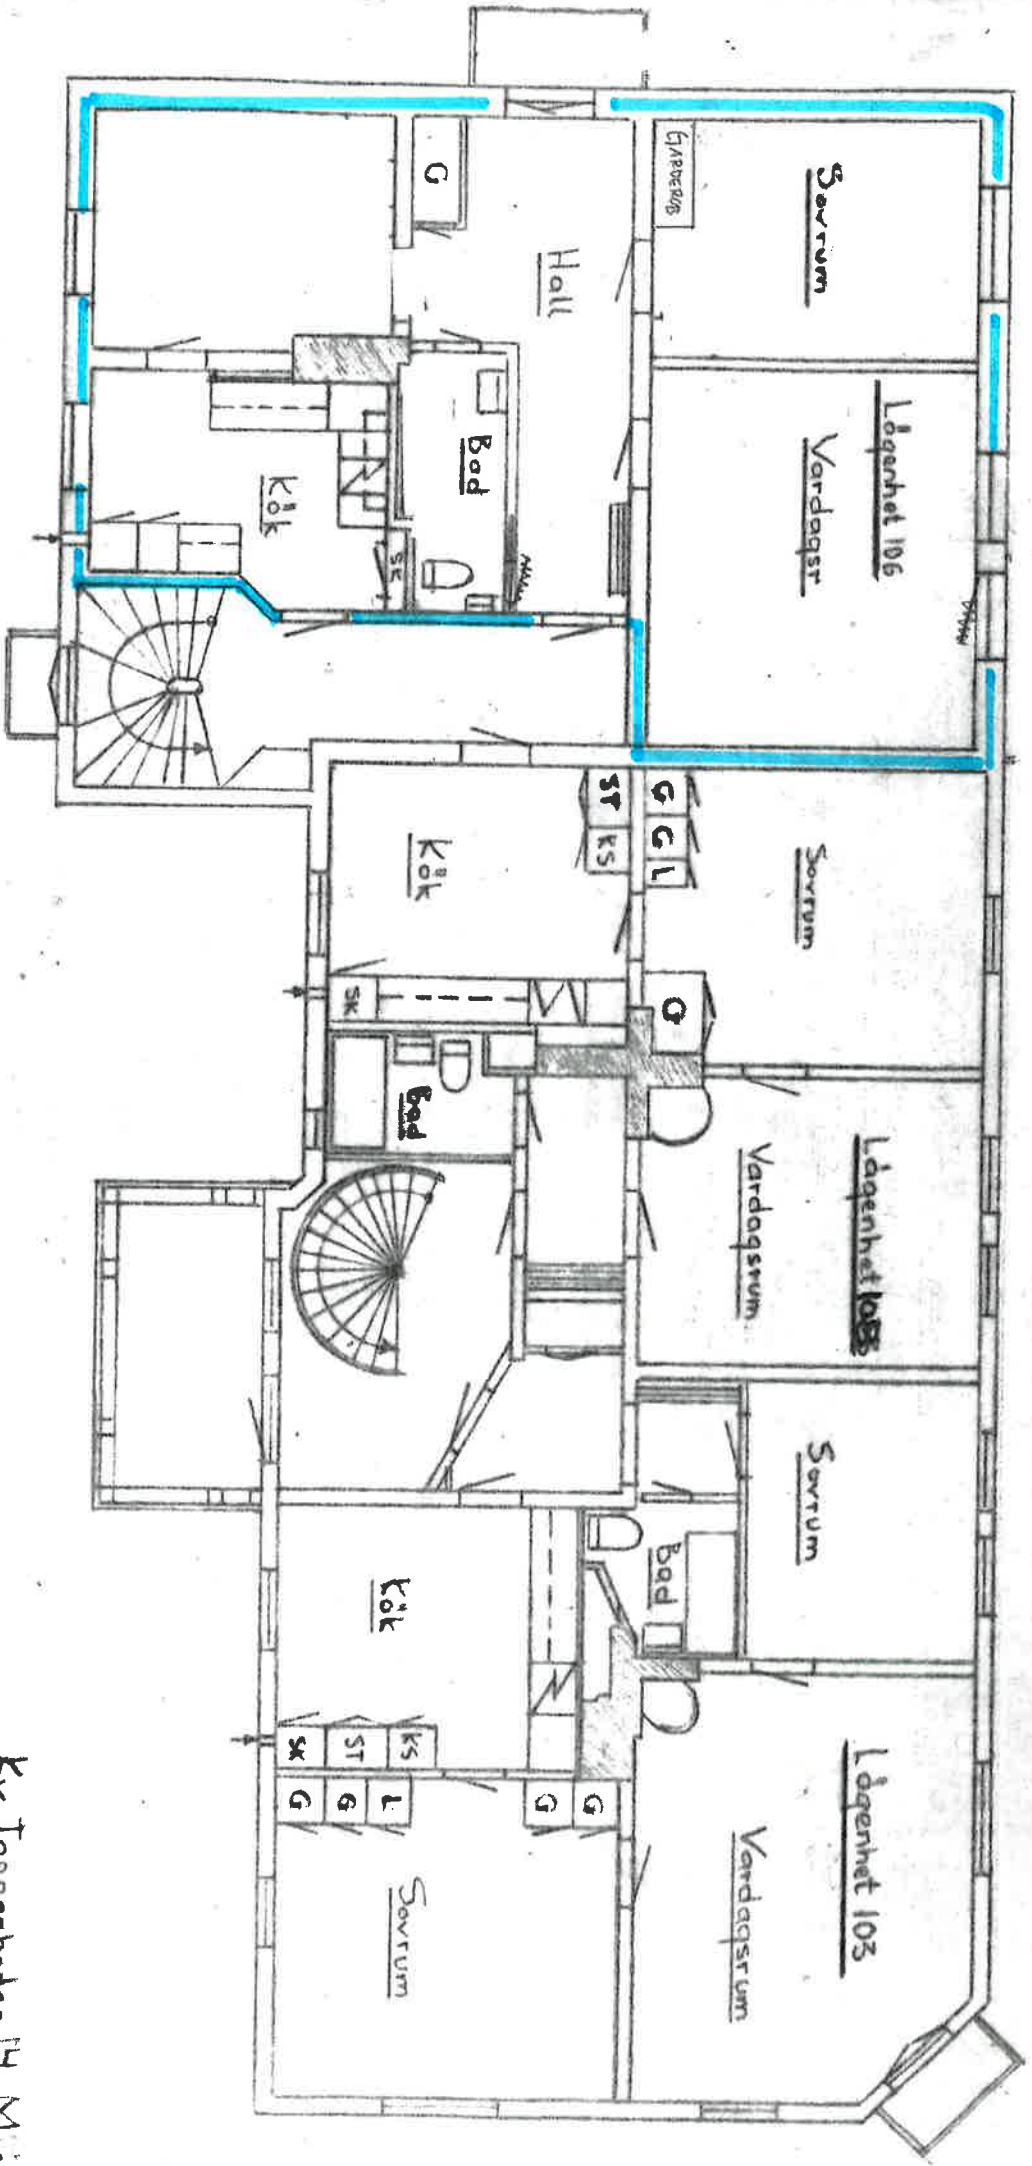 Sovrum
GARDEROB
Lägenhet 106
Vardagsr
Hall
G
Bad
Kök
SK
Sovrum
G
G
L
ST
KS
Kök
G
SK
Bad
Lägenhet 105
Vardagsrum
Sovrum
Bad
Kök
KS
ST
SK
L
G
G
G
G
Lägenhet 103
Vardagsrum
Sovrum